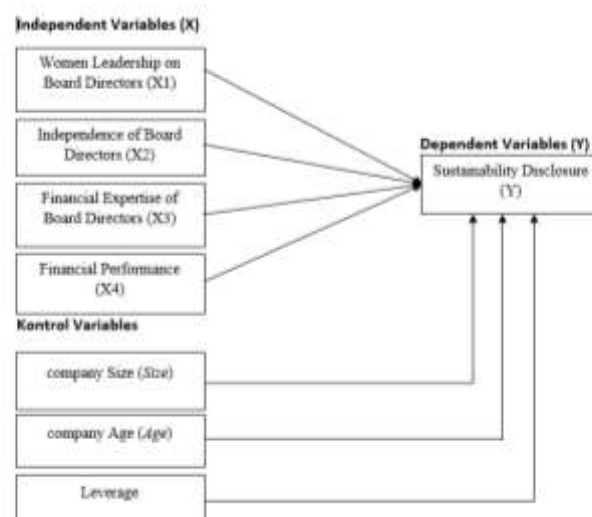 Independent Variables (X)
Women Leadership on
Board Directors (X1)
Independence of Board
Directors (X2)
Financial Expertise of
Board Directors (X3)
Financial Performance
(X4)
Dependent Variables (Y)
Sustainability Disclosure
(Y)
Kontrol Variables
company Size (Size)
company Age (Age)
Leverage